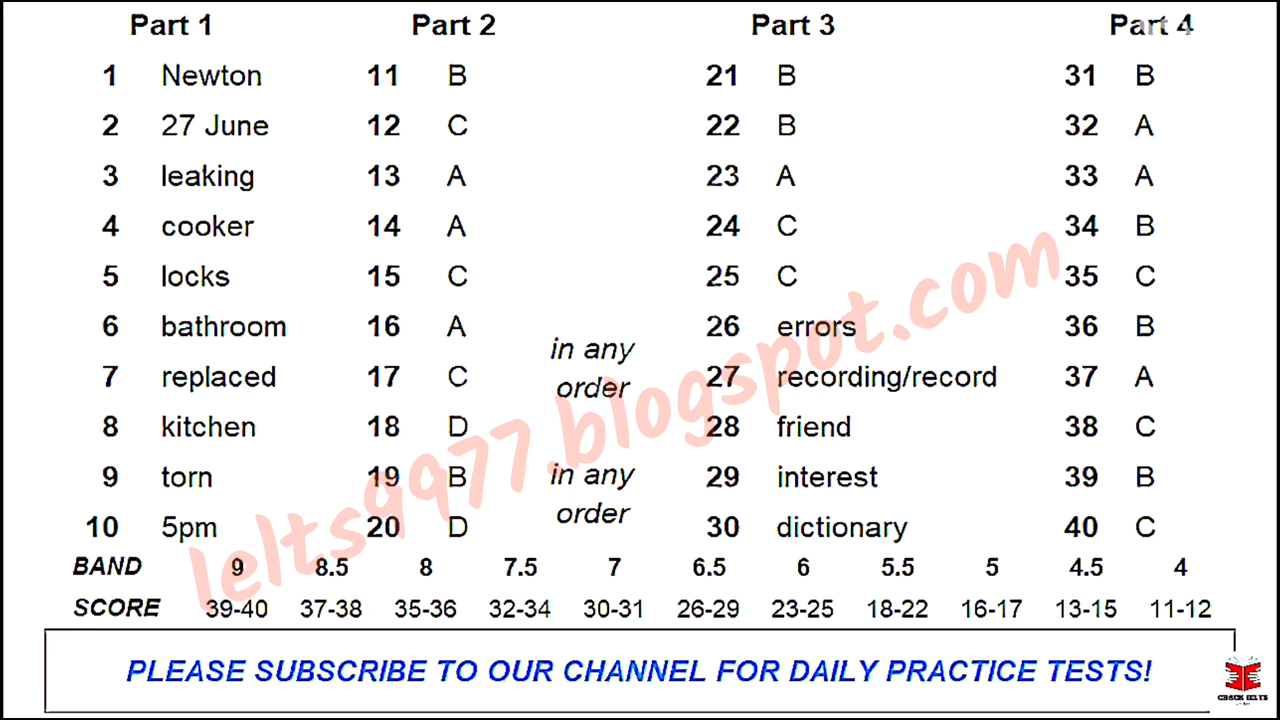 Part 1 Part 2 Part 3 Part 4
1 Newton 11 B 21 B 31 B
2 27 June 12 C 22 B 32 A
3 leaking 13 A 23 A 33 A
4 cooker 14 A 24 C 34 B
5 locks 15 C 25 C 35 C
6 bathroom 16 A 26 errors 36 B
in any
7 replaced 17 C 27 recording/record 37 A
order
8 kitchen 18 D 28 friend 38 C
9 torn 19 B in any 29 interest 39 B
order
10 5pm 20 D 30 dictionary 40 C
BAND 9 8.5 8 7.5 7 6.5 6 5.5 5 4.5 4
SCORE 39-40 37-38 35-36 32-34 30-31 26-29 23-25 18-22 16-17 13-15 11-12
Ielts9977.blogspot.com
PLEASE SUBSCRIBE TO OUR CHANNEL FOR DAILY PRACTICE TESTS!
CRACK IELTS